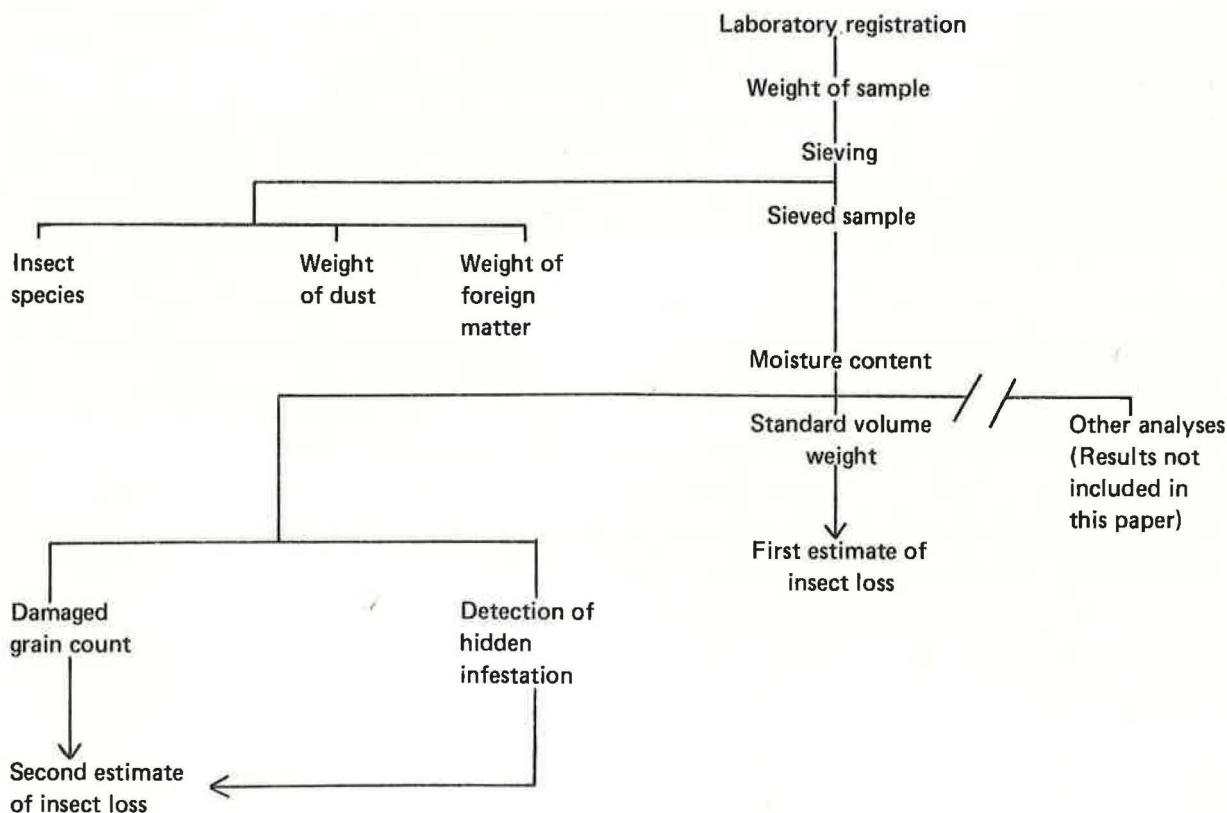 Laboratory registration
Weight of sample
Sieving
Sieved sample
Insect
species
Weight
of dust
Weight of
foreign
matter
Moisture content
Standard volume
weight
Other analyses
(Results not
included in
this paper)
First estimate of
insect loss
Damaged
grain count
Detection of
hidden
infestation
Second estimate
of insect loss